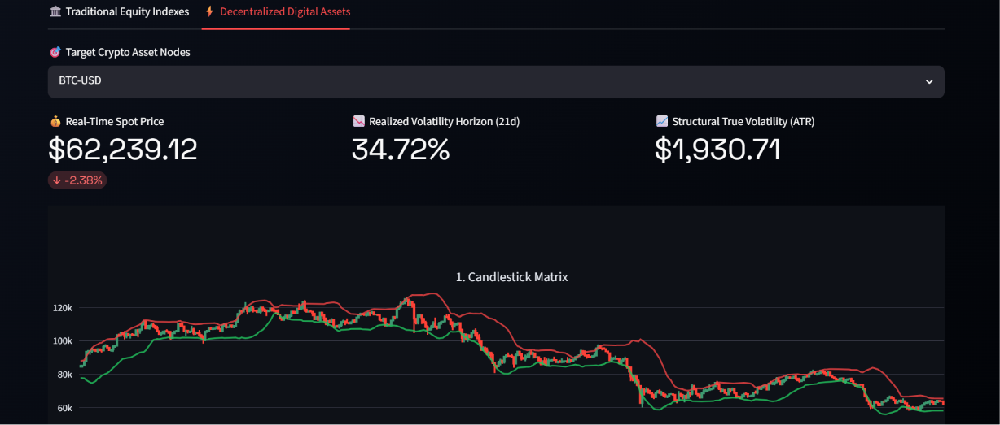 Traditional Equity Indexes
Decentralized Digital Assets
Target Crypto Asset Nodes
BTC-USD
Real-Time Spot Price
$62,239.12
-2.38%
Realized Volatility Horizon (21d)
34.72%
Structural True Volatility (ATR)
$1,930.71
1. Candlestick Matrix
120k
100k
80k
60k